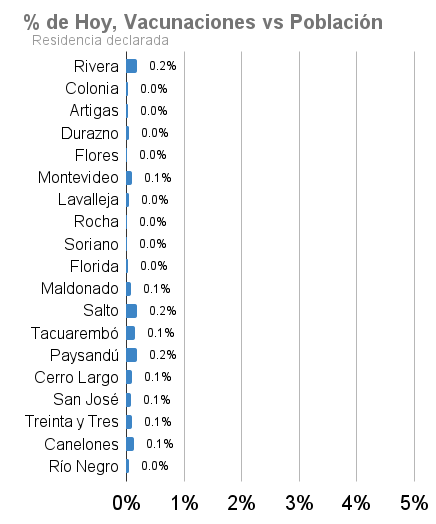 % de Hoy, Vacunaciones vs Población
Residencia declarada
Rivera 0.2%
Colonia 0.0%
Artigas 0.0%
Durazno 0.0%
Flores 0.0%
Montevideo 0.1%
Lavalleja 0.0%
Rocha 0.0%
Soriano 0.0%
Florida 0.0%
Maldonado 0.1%
Salto 0.2%
Tacuarembó 0.1%
Paysandú 0.2%
Cerro Largo 0.1%
San José 0.1%
Treinta y Tres 0.1%
Canelones 0.1%
Río Negro 0.0%
0% 1% 2% 3% 4% 5%